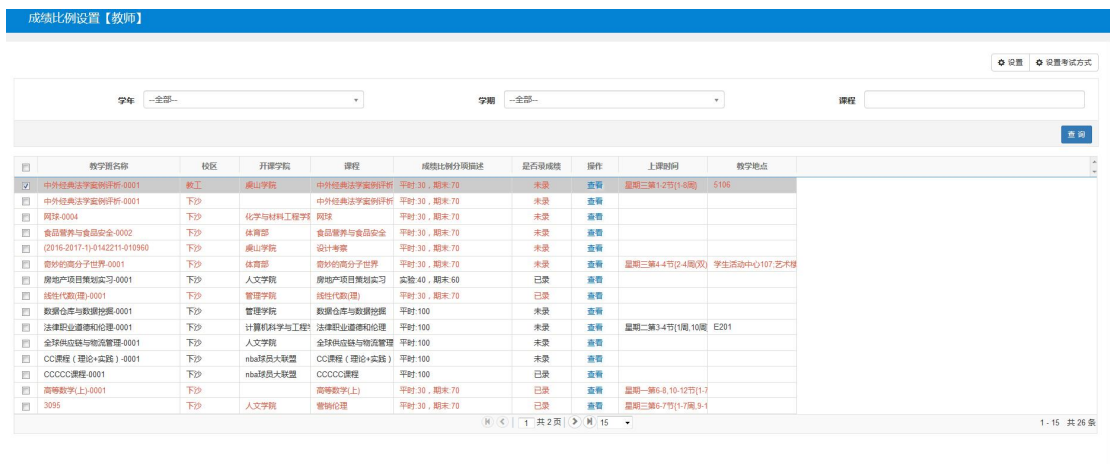 成绩比例设置【教师】
设置 设置考试方式
学年 --全部-- 学期 --全部-- 课程
查 询
教学班名称 校区 开课学院 课程 成绩比例分项描述 是否录成绩 操作 上课时间 教学地点
中外经典法学案例评析-0001 教工 虞山学院 中外经典法学案例评析 平时:30，期末:70 未录 查看 星期三第1-2节{1-8周} 5106
中外经典法学案例评析-0001 下沙 中外经典法学案例评析 平时:30，期末:70 未录 查看
网球-0004 下沙 化学与材料工程学 网球 平时:30，期末:70 未录 查看
食品营养与食品安全-0002 下沙 体育部 食品营养与食品安全 平时:30，期末:70 未录 查看
(2016-2017-1)-0142211-010960 下沙 虞山学院 设计考察 平时:30，期末:70 未录 查看
奇妙的高分子世界-0001 下沙 体育部 奇妙的高分子世界 平时:30，期末:70 未录 查看 星期三第4-4节{2-4周(双) 学生活动中心107;艺术楼
房地产项目策划实习-0001 下沙 人文学院 房地产项目策划实习 实验:40，期末:60 已录 查看
线性代数(理)-0001 下沙 管理学院 线性代数(理) 平时:30，期末:70 已录 查看
数据仓库与数据挖掘-0001 下沙 管理学院 数据仓库与数据挖掘 平时:100 未录 查看
法律职业道德和伦理-0001 下沙 计算机科学与工程 法律职业道德和伦理 平时:100 未录 查看 星期二第3-4节{1周,10周 E201
全球供应链与物流管理-0001 下沙 人文学院 全球供应链与物流管理 平时:100 未录 查看
CC课程（理论+实践）-0001 下沙 nba球员大联盟 CC课程（理论+实践） 平时:100 未录 查看
CCCCC课程-0001 下沙 nba球员大联盟 CCCCC课程 平时:100 已录 查看
高等数学(上)-0001 下沙 高等数学(上) 平时:30，期末:70 已录 查看 星期一第6-8,10-12节{1-7
3095 下沙 人文学院 营销伦理 平时:30，期末:70 已录 查看 星期三第6-7节{1-7周,9-1
1 共 2 页 15 1 - 15 共 26 条